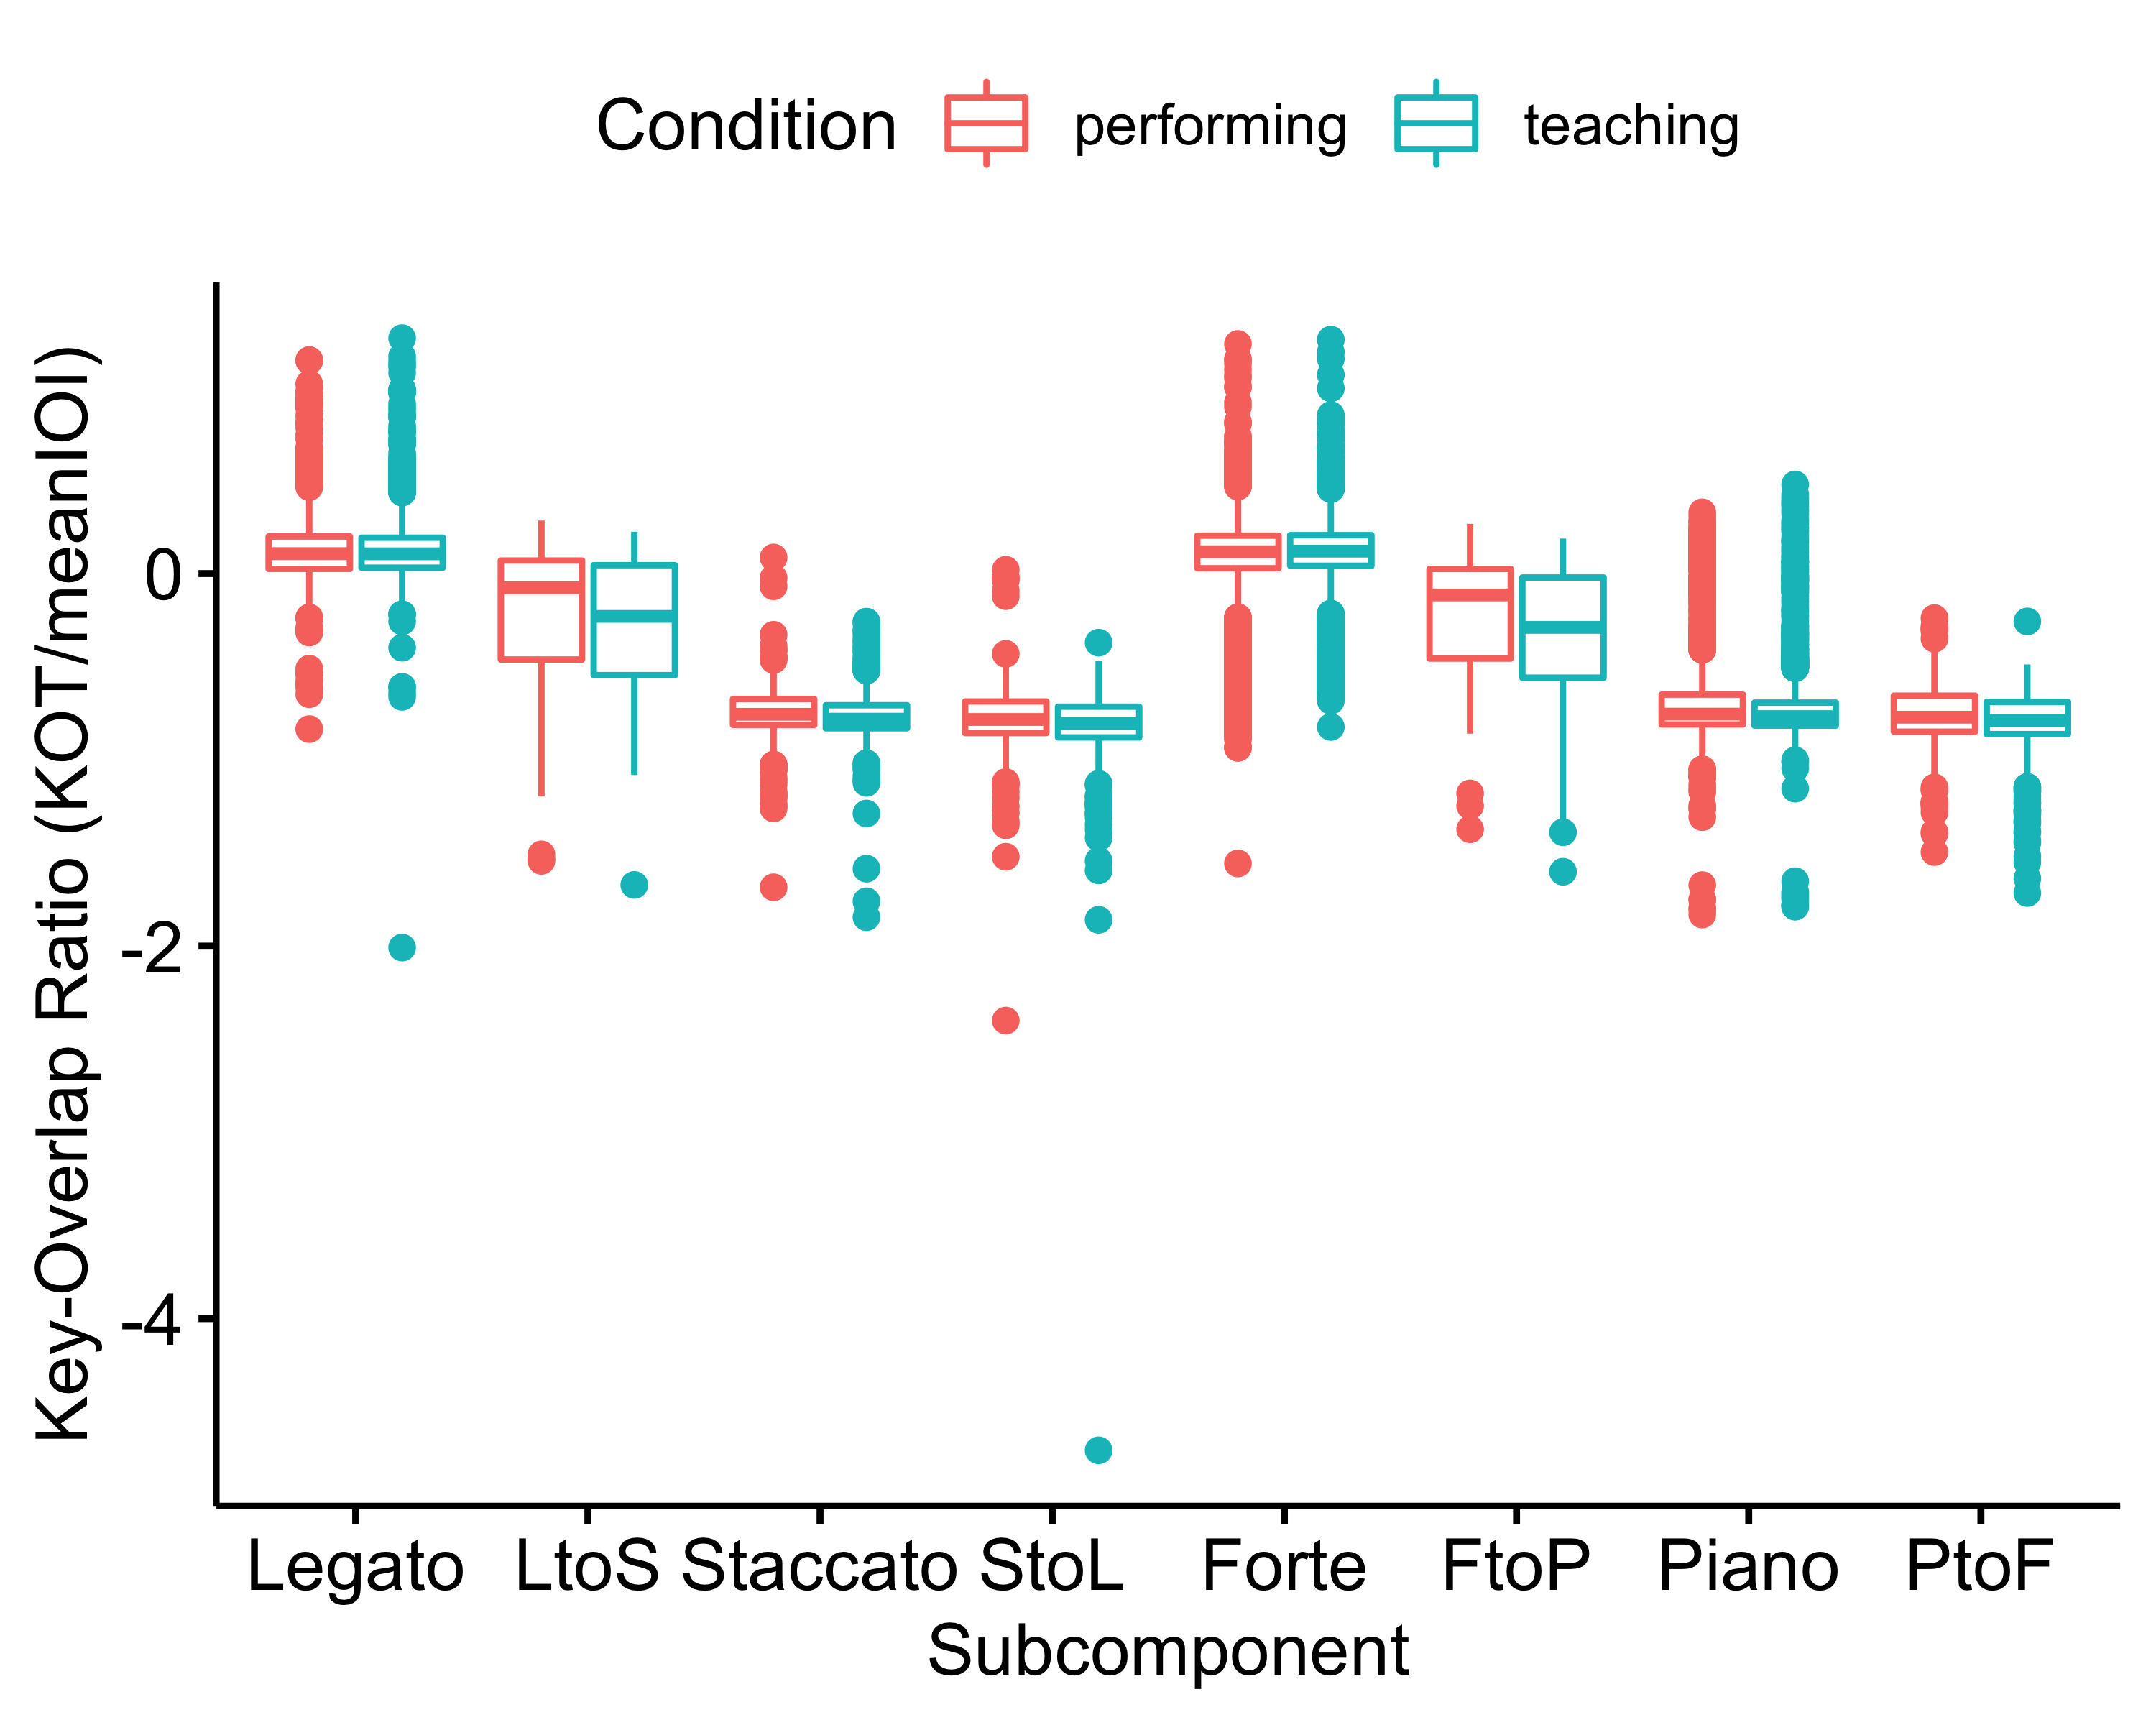 Condition performing teaching
Key-Overlap Ratio (KOT/meanIOI)
0
-2
-4
Legato LtoS Staccato StoL Forte FtoP Piano PtoF
Subcomponent